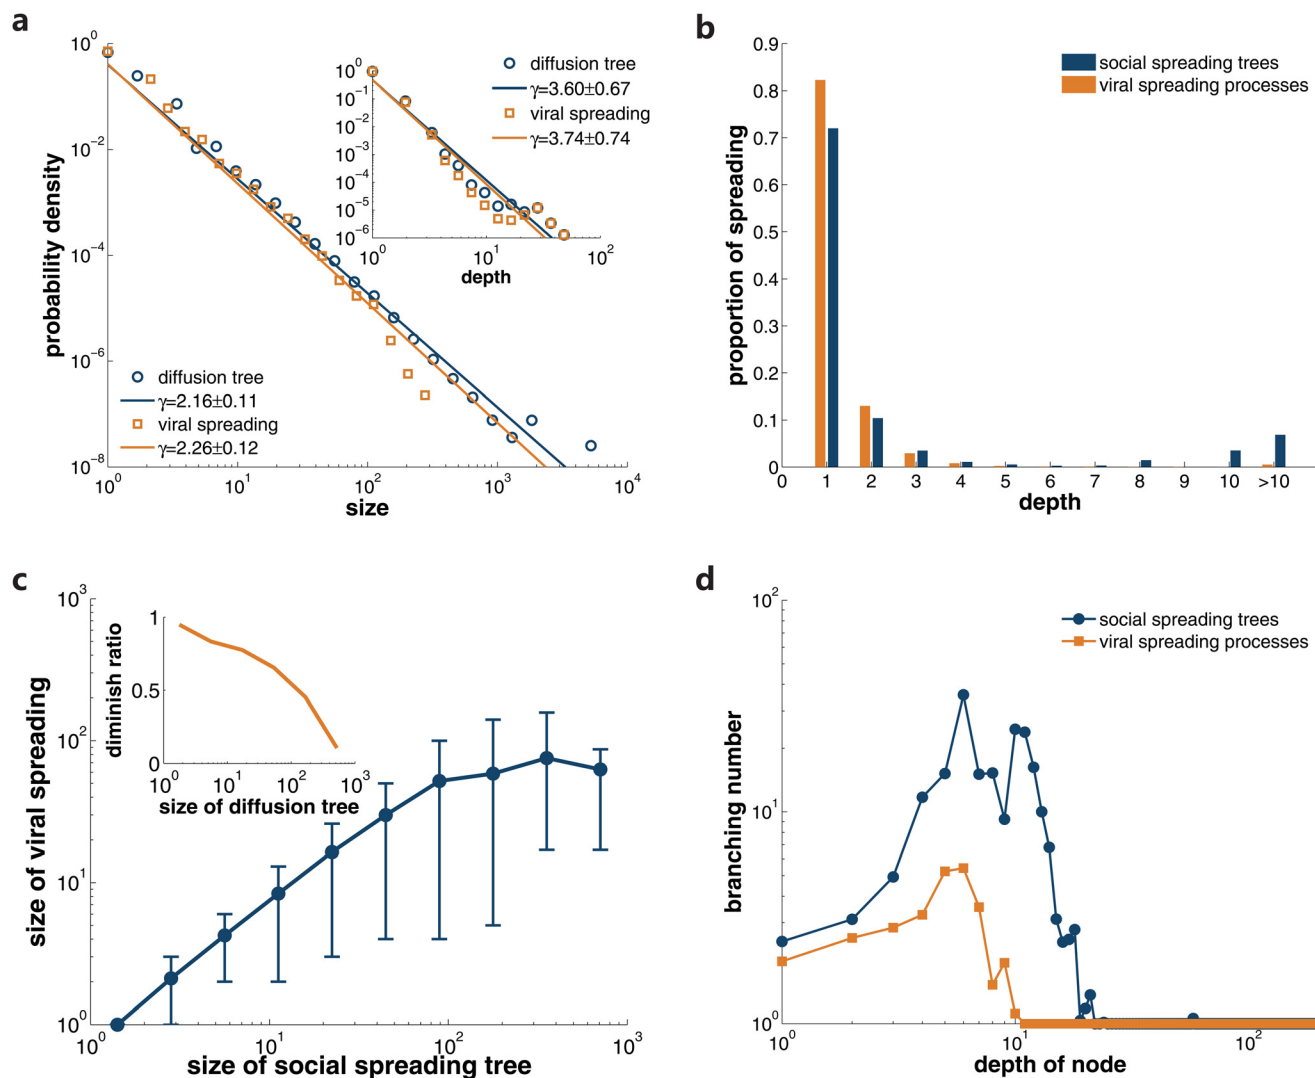 a
probability density
10^0
10^-2
10^-4
10^-6
10^-8
10^0 10^1 10^2 10^3 10^4
size
diffusion tree
γ=2.16±0.11
viral spreading
γ=2.26±0.12
10^0
10^-1
10^-2
10^-3
10^-4
10^-5
10^-6
10^0 10^1 10^2
depth
diffusion tree
γ=3.60±0.67
viral spreading
γ=3.74±0.74
b
proportion of spreading
0.9
0.8
0.7
0.6
0.5
0.4
0.3
0.2
0.1
0
0 1 2 3 4 5 6 7 8 9 10 >10
depth
social spreading trees
viral spreading processes
c
size of viral spreading
10^3
10^2
10^1
10^0
10^0 10^1 10^2 10^3
size of social spreading tree
diminish ratio
1
0.5
0
10^0 10^1 10^2 10^3
size of diffusion tree
d
branching number
10^2
10^1
10^0
10^0 10^1 10^2
depth of node
social spreading trees
viral spreading processes